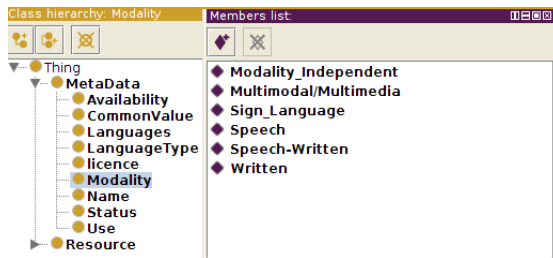 Class hierarchy: Modality
Thing
MetaData
Availability
CommonValue
Languages
LanguageType
licence
Modality
Name
Status
Use
Resource
Members list:
Modality_Independent
Multimodal/Multimedia
Sign_Language
Speech
Speech-Written
Written